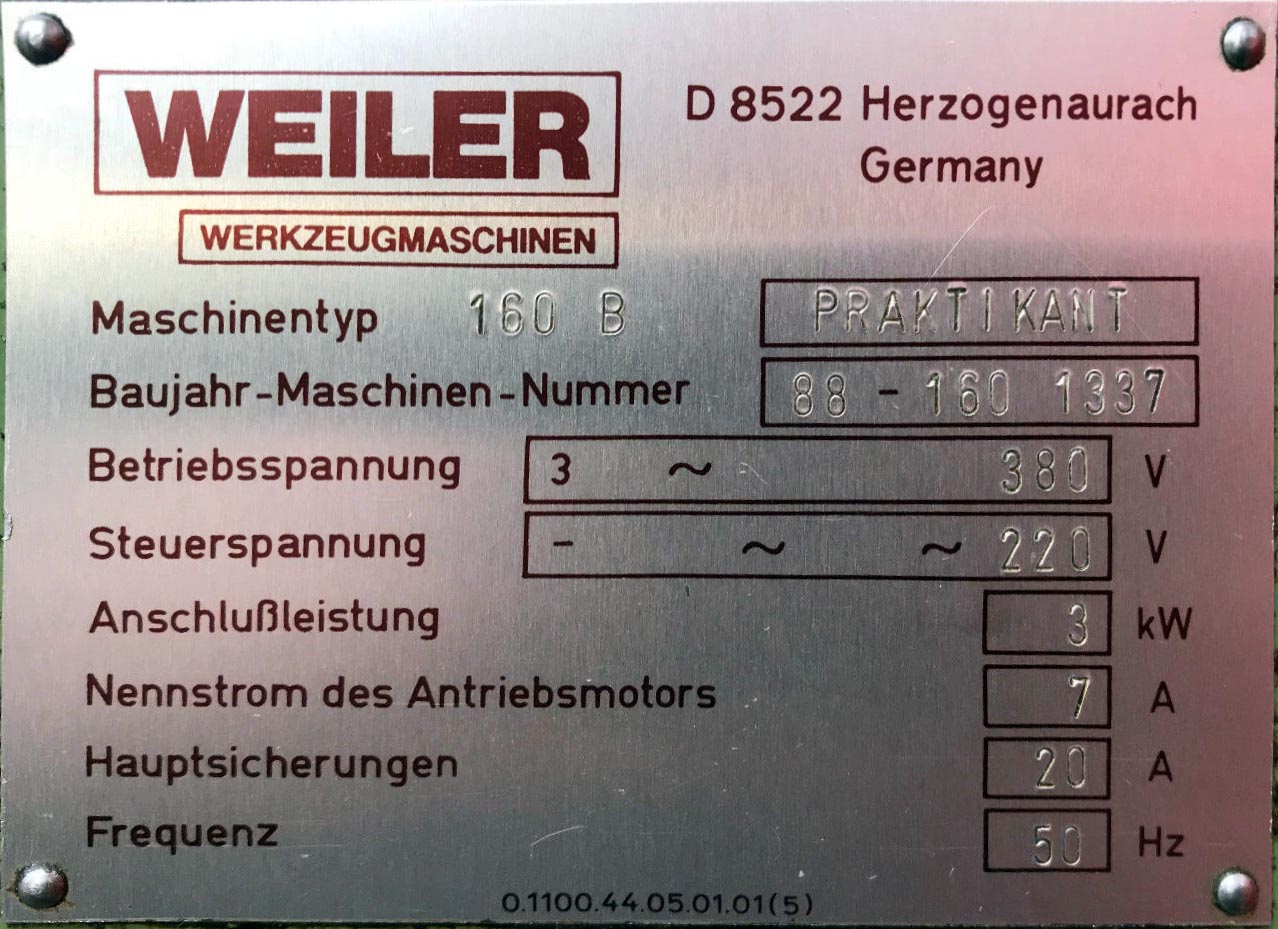 WEILER
WERKZEUGMASCHINEN
D 8522 Herzogenaurach
Germany
Maschinentyp 160 B PRAKTIKANT
Baujahr-Maschinen-Nummer 88 - 160 1337
Betriebsspannung 3 ~ 380 V
Steuerspannung - ~ ~ 220 V
Anschlußleistung 3 kW
Nennstrom des Antriebsmotors 7 A
Hauptsicherungen 20 A
Frequenz 50 Hz
0.1100.44.05.01.01(5)